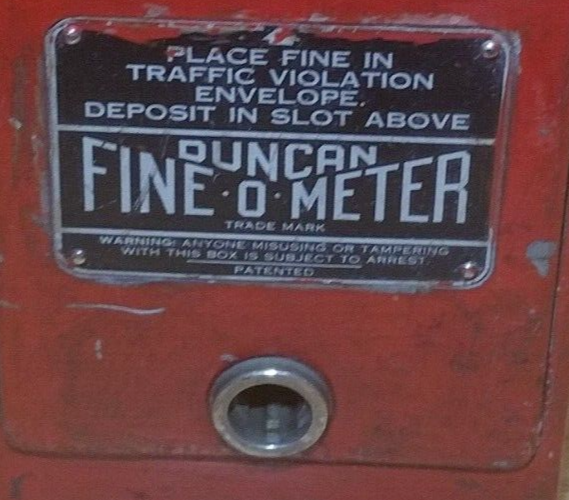 PLACE FINE IN
TRAFFIC VIOLATION
ENVELOPE.
DEPOSIT IN SLOT ABOVE
DUNCAN
FINE·O·METER
TRADE MARK
WARNING: ANYONE MISUSING OR TAMPERING
WITH THIS BOX IS SUBJECT TO ARREST
PATENTED